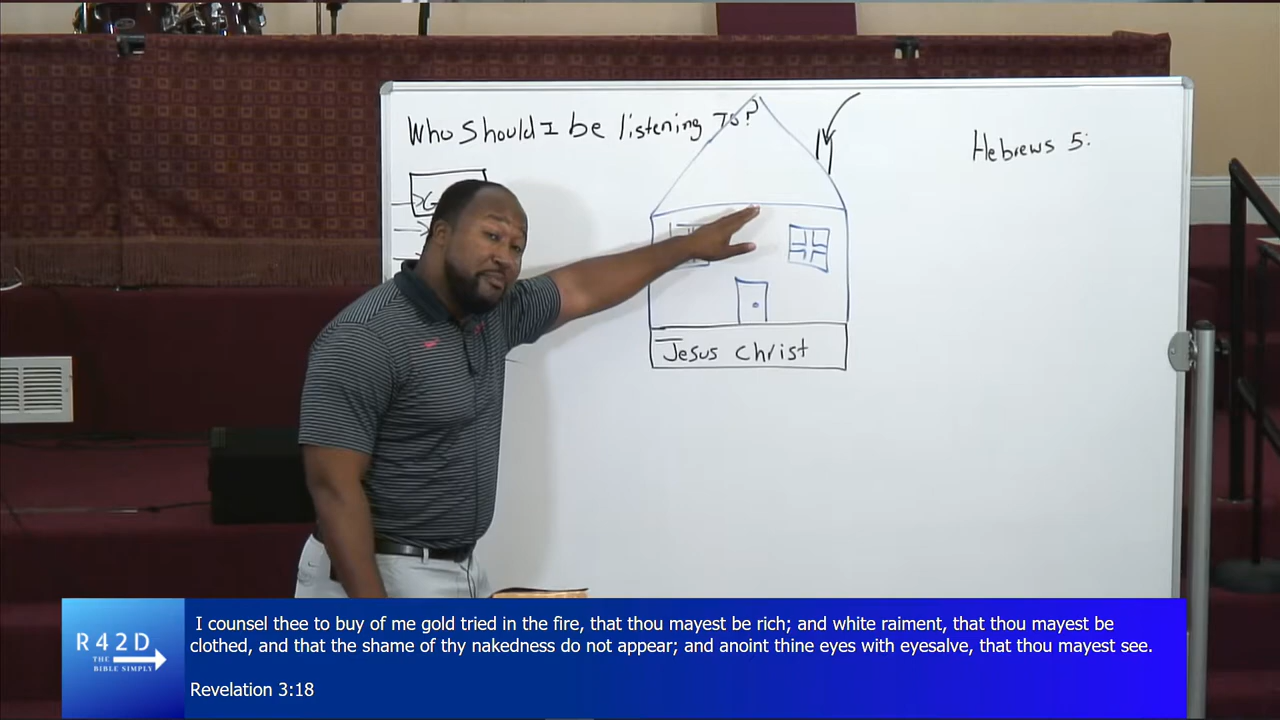 Who Should I be listening To?
Hebrews 5:
Jesus Christ
R42D
THE
BIBLE SIMPLY
I counsel thee to buy of me gold tried in the fire, that thou mayest be rich; and white raiment, that thou mayest be
clothed, and that the shame of thy nakedness do not appear; and anoint thine eyes with eyesalve, that thou mayest see.
Revelation 3:18